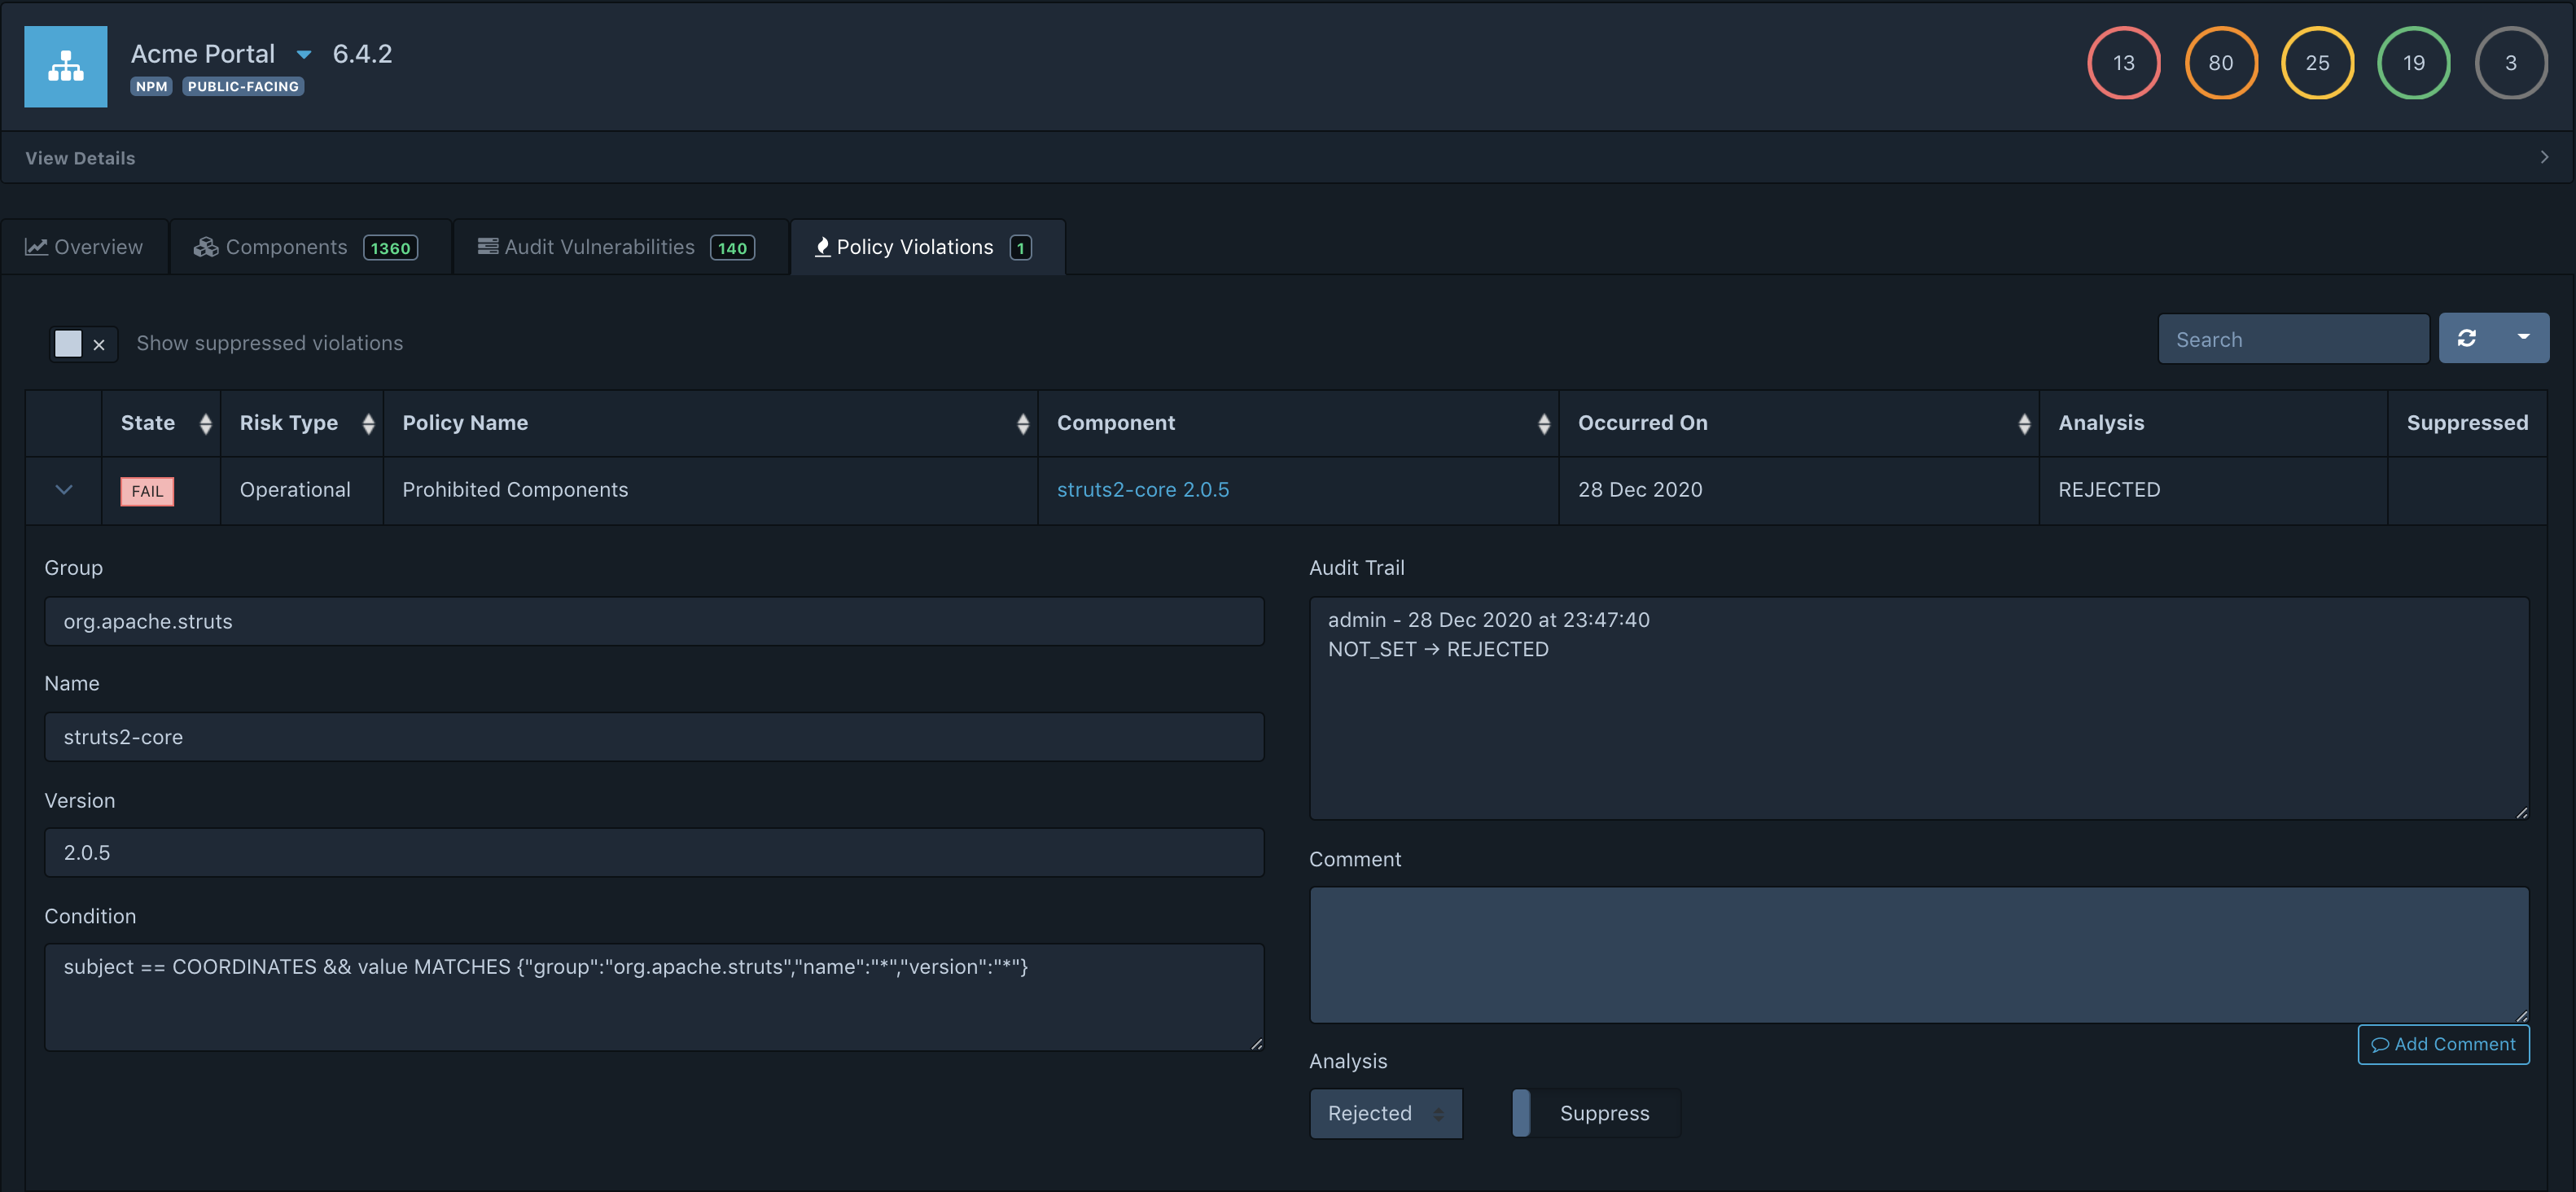 Acme Portal 6.4.2
NPM PUBLIC-FACING
13 80 25 19 3
View Details
Overview Components 1360 Audit Vulnerabilities 140 Policy Violations 1
Show suppressed violations
Search
State Risk Type Policy Name Component Occurred On Analysis Suppressed
FAIL Operational Prohibited Components struts2-core 2.0.5 28 Dec 2020 REJECTED
Group
org.apache.struts
Name
struts2-core
Version
2.0.5
Condition
subject == COORDINATES && value MATCHES {"group":"org.apache.struts","name":"*","version":"*"}
Audit Trail
admin - 28 Dec 2020 at 23:47:40
NOT_SET → REJECTED
Comment
Add Comment
Analysis
Rejected Suppress